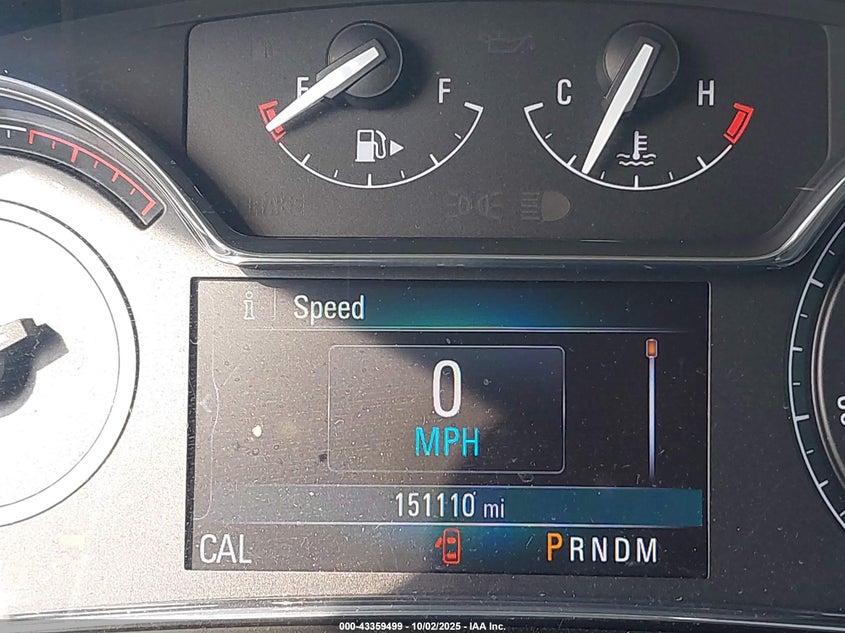 E F
C H
Speed
0
MPH
151110 mi
CAL PRNDM
000-43359499 - 10/02/2025 - IAA Inc.